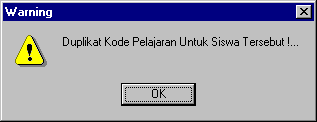 Warning
Duplikat Kode Pelajaran Untuk Siswa Tersebut !...
OK